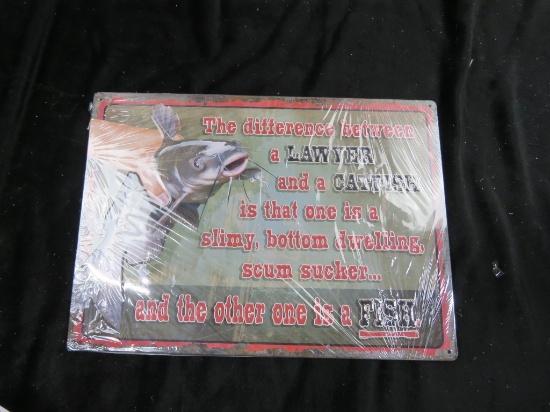 The difference between
a LAWYER
and a CATFISH
is that one is a
slimy, bottom dwelling,
scum sucker...
and the other one is a FISH.